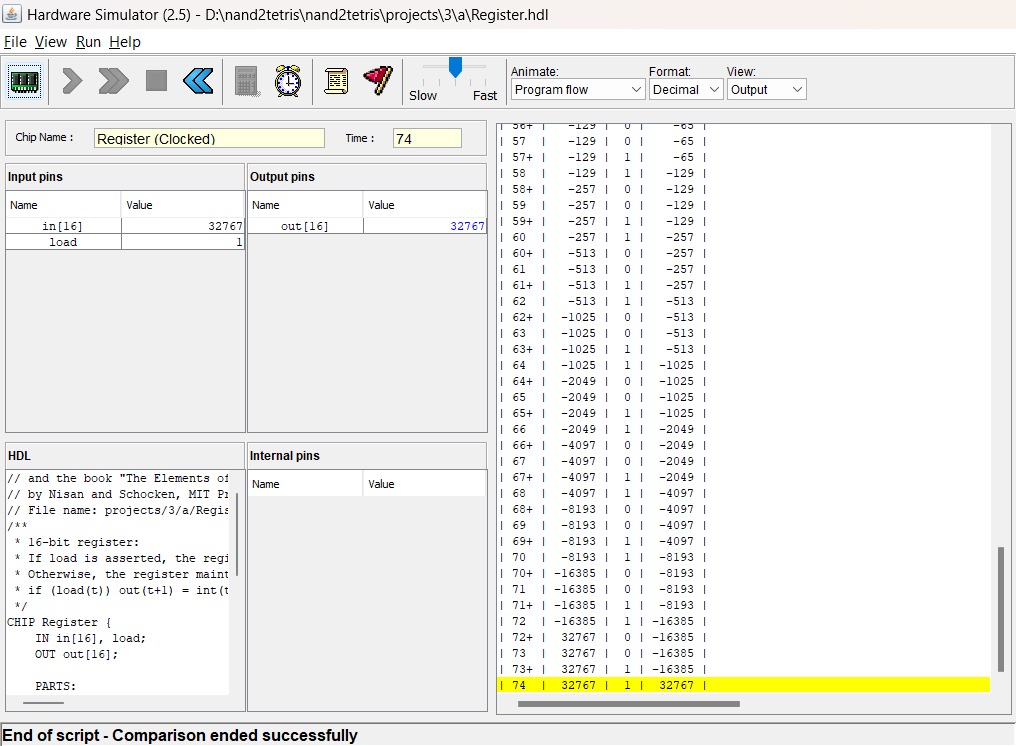 Hardware Simulator (2.5) - D:\nand2tetris\nand2tetris\projects\3\a\Register.hdl
File View Run Help
Slow Fast
Animate: Format: View:
Program flow Decimal Output
Chip Name : Register (Clocked) Time : 74
Input pins
Name Value
in[16] 32767
load 1
Output pins
Name Value
out[16] 32767
HDL
// and the book "The Elements of
// by Nisan and Schocken, MIT Pr
// File name: projects/3/a/Regis
/**
* 16-bit register:
* If load is asserted, the regi
* Otherwise, the register maint
* if (load(t)) out(t+1) = int(t
*/
CHIP Register {
IN in[16], load;
OUT out[16];
PARTS:
Internal pins
Name Value
| 56+ | -129 | 0 | -65 |
| 57 | -129 | 0 | -65 |
| 57+ | -129 | 1 | -65 |
| 58 | -129 | 1 | -129 |
| 58+ | -257 | 0 | -129 |
| 59 | -257 | 0 | -129 |
| 59+ | -257 | 1 | -129 |
| 60 | -257 | 1 | -257 |
| 60+ | -513 | 0 | -257 |
| 61 | -513 | 0 | -257 |
| 61+ | -513 | 1 | -257 |
| 62 | -513 | 1 | -513 |
| 62+ | -1025 | 0 | -513 |
| 63 | -1025 | 0 | -513 |
| 63+ | -1025 | 1 | -513 |
| 64 | -1025 | 1 | -1025 |
| 64+ | -2049 | 0 | -1025 |
| 65 | -2049 | 0 | -1025 |
| 65+ | -2049 | 1 | -1025 |
| 66 | -2049 | 1 | -2049 |
| 66+ | -4097 | 0 | -2049 |
| 67 | -4097 | 0 | -2049 |
| 67+ | -4097 | 1 | -2049 |
| 68 | -4097 | 1 | -4097 |
| 68+ | -8193 | 0 | -4097 |
| 69 | -8193 | 0 | -4097 |
| 69+ | -8193 | 1 | -4097 |
| 70 | -8193 | 1 | -8193 |
| 70+ | -16385 | 0 | -8193 |
| 71 | -16385 | 0 | -8193 |
| 71+ | -16385 | 1 | -8193 |
| 72 | -16385 | 1 | -16385 |
| 72+ | 32767 | 0 | -16385 |
| 73 | 32767 | 0 | -16385 |
| 73+ | 32767 | 1 | -16385 |
| 74 | 32767 | 1 | 32767 |
End of script - Comparison ended successfully